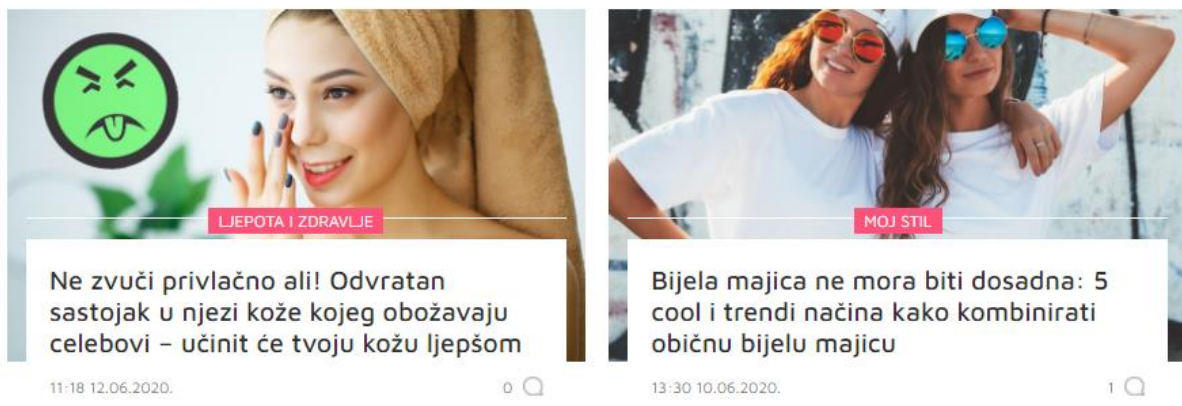 LJEPOTA I ZDRAVLJE
Ne zvuči privlačno ali! Odvratan
sastojak u njezi kože kojeg obožavaju
celebovi – učinit će tvoju kožu ljepšom
11:18 12.06.2020.
0
MOJ STIL
Bijela majica ne mora biti dosadna: 5
cool i trendi načina kako kombinirati
običnu bijelu majicu
13:30 10.06.2020.
1